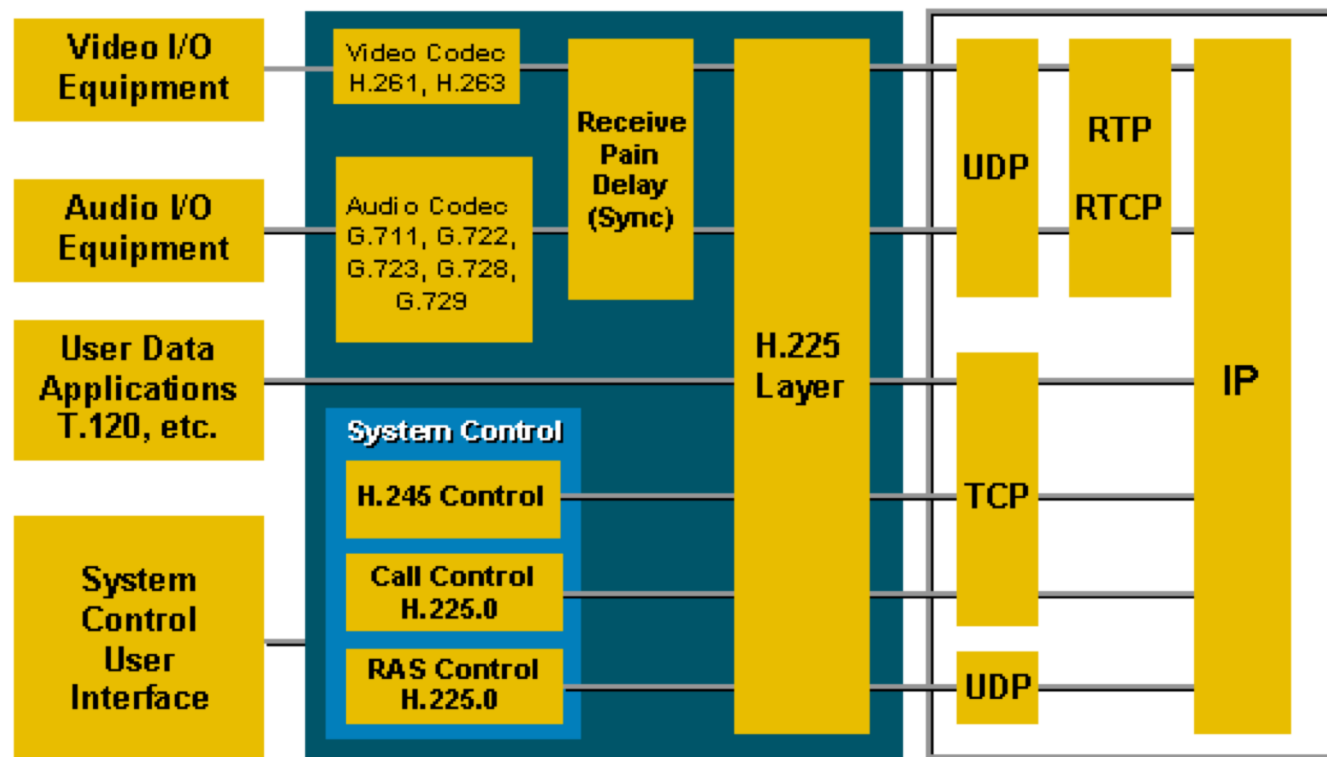 Video I/O
Equipment
Video Codec
H.261, H.263
Receive
Pain
Delay
(Sync)
Audio I/O
Equipment
Audio Codec
G.711, G.722,
G.723, G.728,
G.729
User Data
Applications
T.120, etc.
System Control
H.245 Control
Call Control
H.225.0
RAS Control
H.225.0
System
Control
User
Interface
H.225
Layer
UDP
RTP
RTCP
TCP
UDP
IP